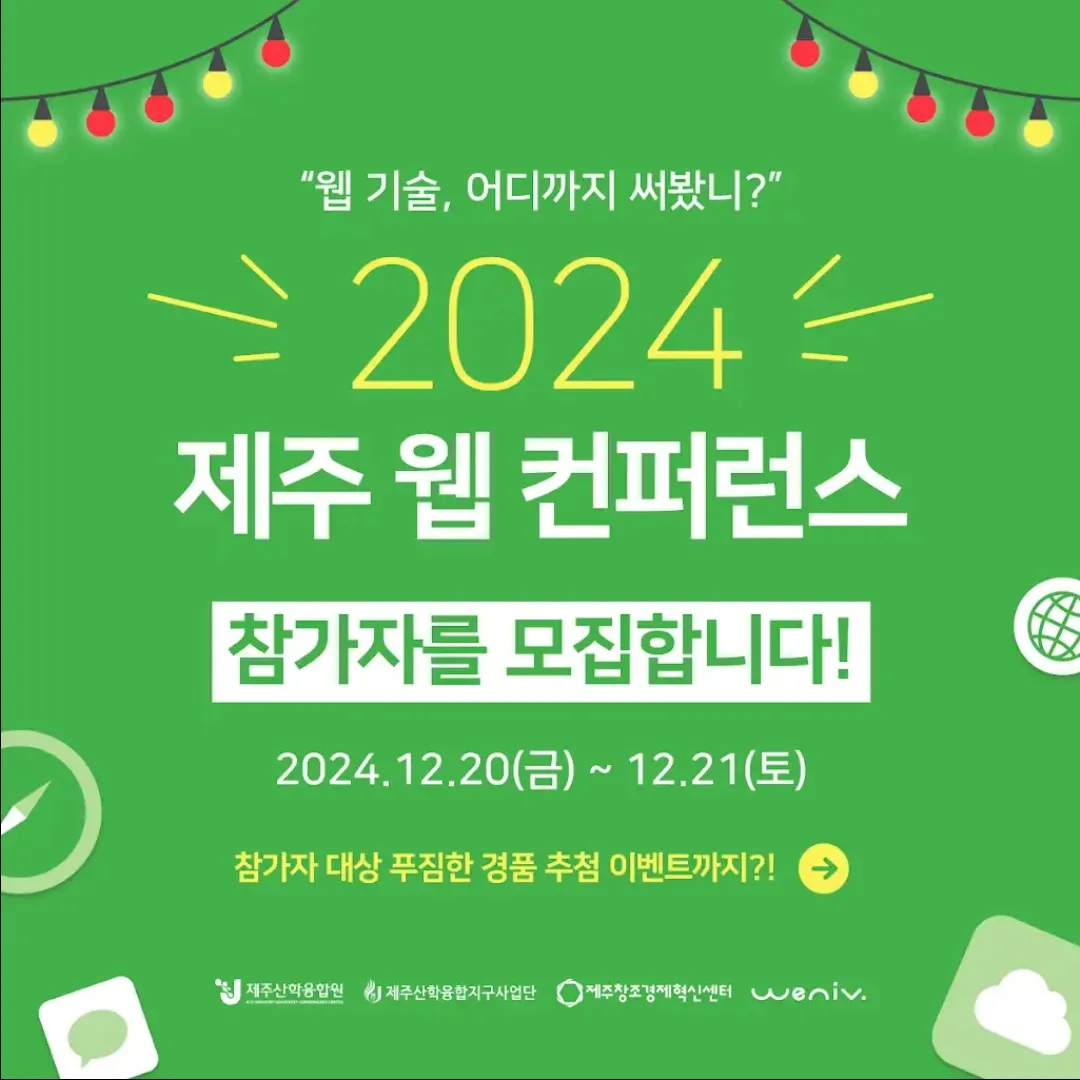 “웹 기술, 어디까지 써봤니?”
2024
제주 웹 컨퍼런스
참가자를 모집합니다!
2024.12.20(금) ~ 12.21(토)
참가자 대상 푸짐한 경품 추첨 이벤트까지?!
제주산학융합원 제주산학융합지구사업단 제주창조경제혁신센터 weniv.